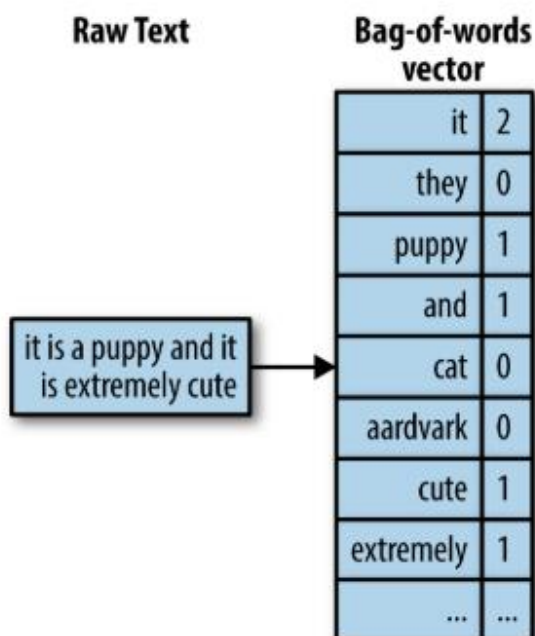 Raw Text
Bag-of-words
vector
it is a puppy and it
is extremely cute
it 2
they 0
puppy 1
and 1
cat 0
aardvark 0
cute 1
extremely 1
... ...